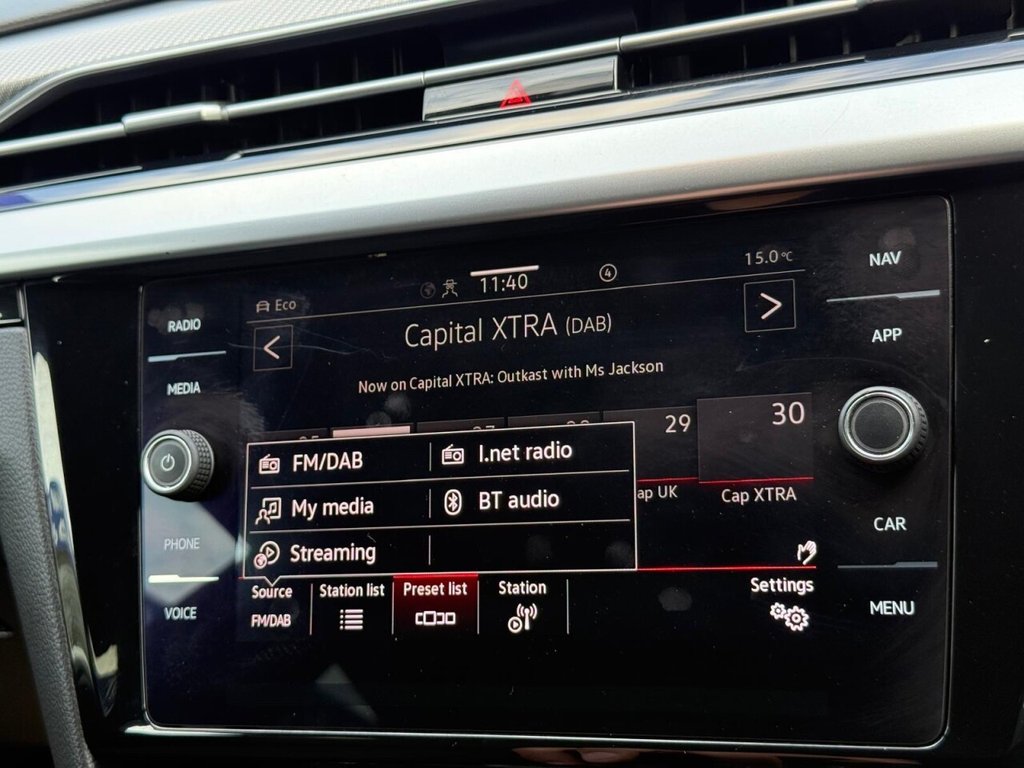 NAV
15.0°C
11:40
4
Eco
RADIO
Capital XTRA (DAB)
APP
MEDIA
Now on Capital XTRA: Outkast with Ms Jackson
29
30
FM/DAB
I.net radio
My media
BT audio
ap UK
Cap XTRA
Streaming
CAR
PHONE
Source
Station list
Preset list
Station
Settings
VOICE
FM/DAB
MENU